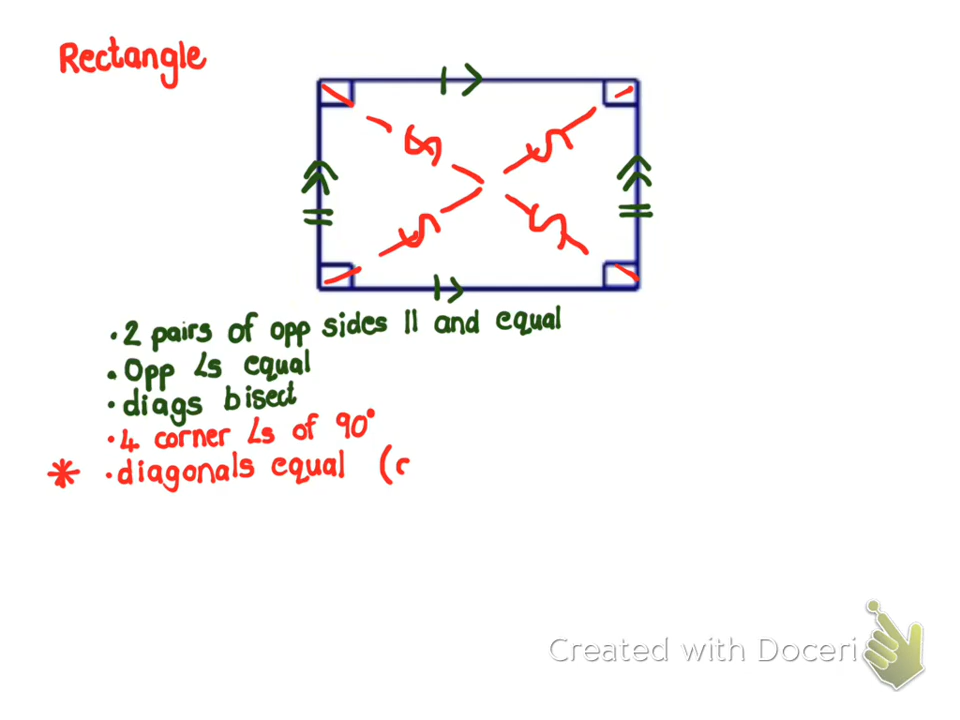 Rectangle
· 2 pairs of opp sides || and equal
· Opp ∠s equal
· diags bisect
· 4 corner ∠s of 90°
* · diagonals equal (c
Created with Doceri